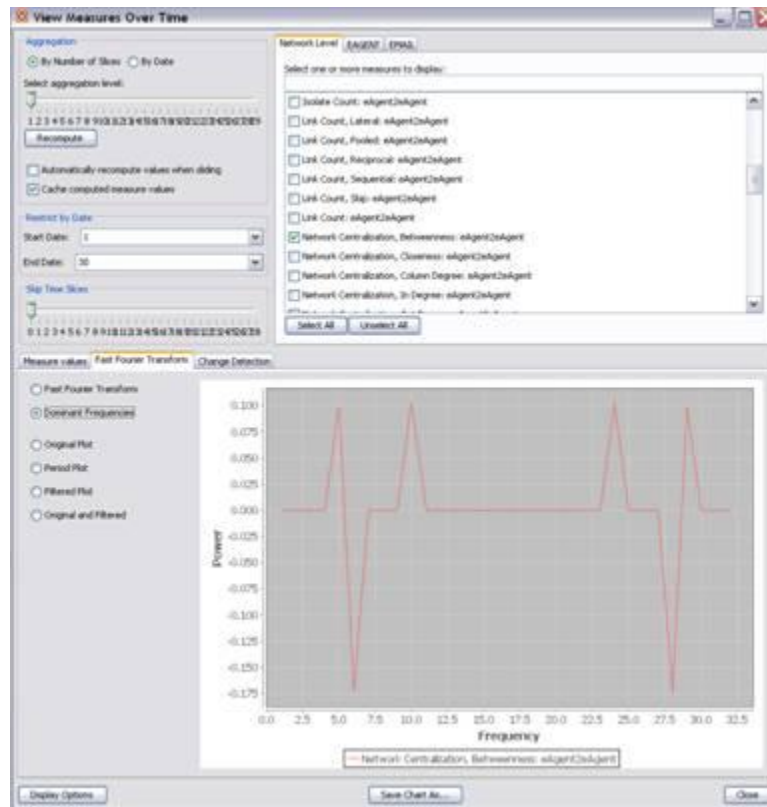 View Measures Over Time
Aggregation
By Number of Slices By Date
Select aggregation level:
Recompute
Automatically recompute values when sliding
Cache computed measure values
Restrict by Date
Start Date: 1
End Date: 30
Skip Time Slices
Network Level EAGENT EMAIL
Select one or more measures to display:
Isolate Count: eAgent2eAgent
Link Count, Lateral: eAgent2eAgent
Link Count, Pooled: eAgent2eAgent
Link Count, Reciprocal: eAgent2eAgent
Link Count, Sequential: eAgent2eAgent
Link Count, Skip: eAgent2eAgent
Link Count: eAgent2eAgent
Network Centralization, Betweenness: eAgent2eAgent
Network Centralization, Closeness: eAgent2eAgent
Network Centralization, Column Degree: eAgent2eAgent
Network Centralization, In Degree: eAgent2eAgent
Select All Unselect All
Measure values Fast Fourier Transform Change Detection
Fast Fourier Transform
Dominant Frequencies
Original Plot
Period Plot
Filtered Plot
Original and Filtered
0.100
0.075
0.050
0.025
0.000
-0.025
-0.050
-0.075
-0.100
-0.125
-0.150
-0.175
Power
0.0 2.5 5.0 7.5 10.0 12.5 15.0 17.5 20.0 22.5 25.0 27.5 30.0 32.5
Frequency
Network Centralization, Betweenness: eAgent2eAgent
Display Options Save Chart As... Close